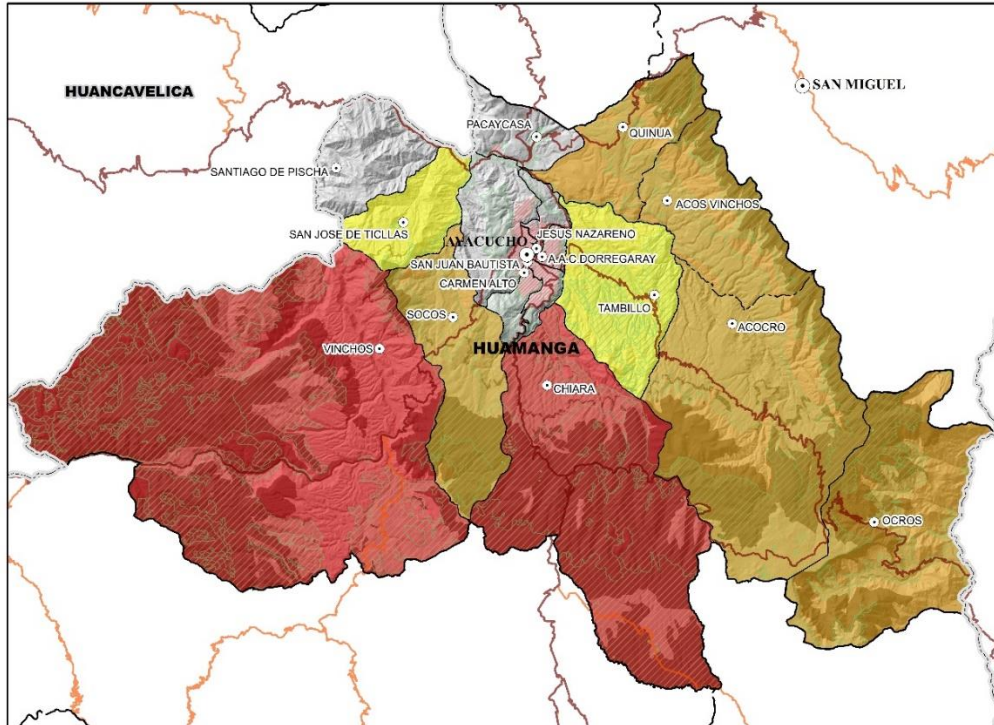 HUANCAVELICA
SAN MIGUEL
PACAYCASA
QUINUA
SANTIAGO DE PISCHA
ACOS VINCHOS
SAN JOSE DE TICLLAS
JESUS NAZARENO
AYACUCHO
A.A.C DORREGARAY
SAN JUAN BAUTISTA
CARMEN ALTO
TAMBILLO
SOCOS
ACOCRO
VINCHOS
HUAMANGA
CHIARA
OCROS